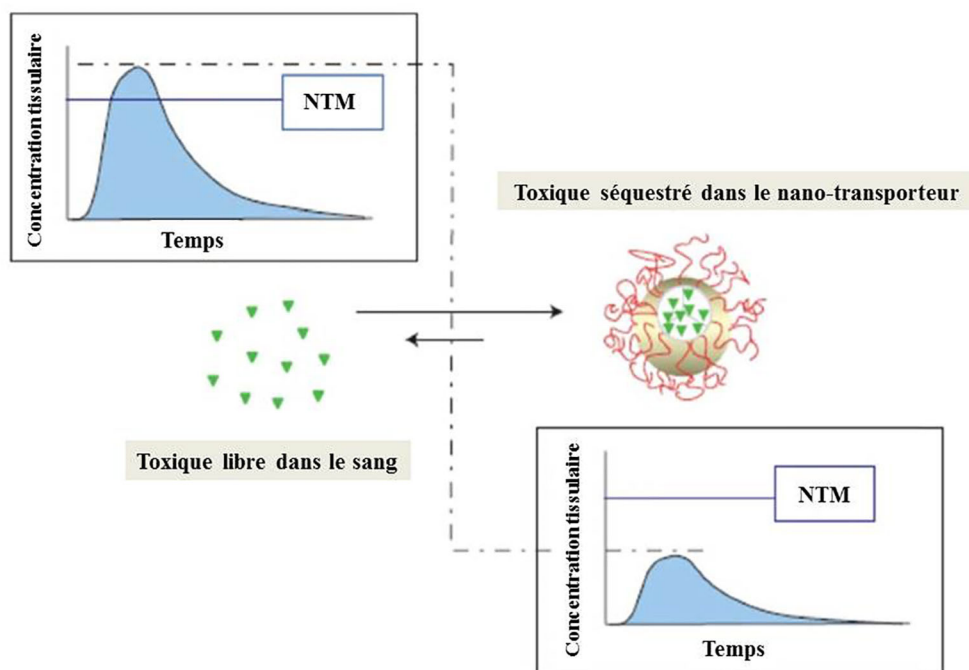 Concentration tissulaire
NTM
Temps
Toxique séquestré dans le nano-transporteur
Toxique libre dans le sang
Concentration tissulaire
NTM
Temps